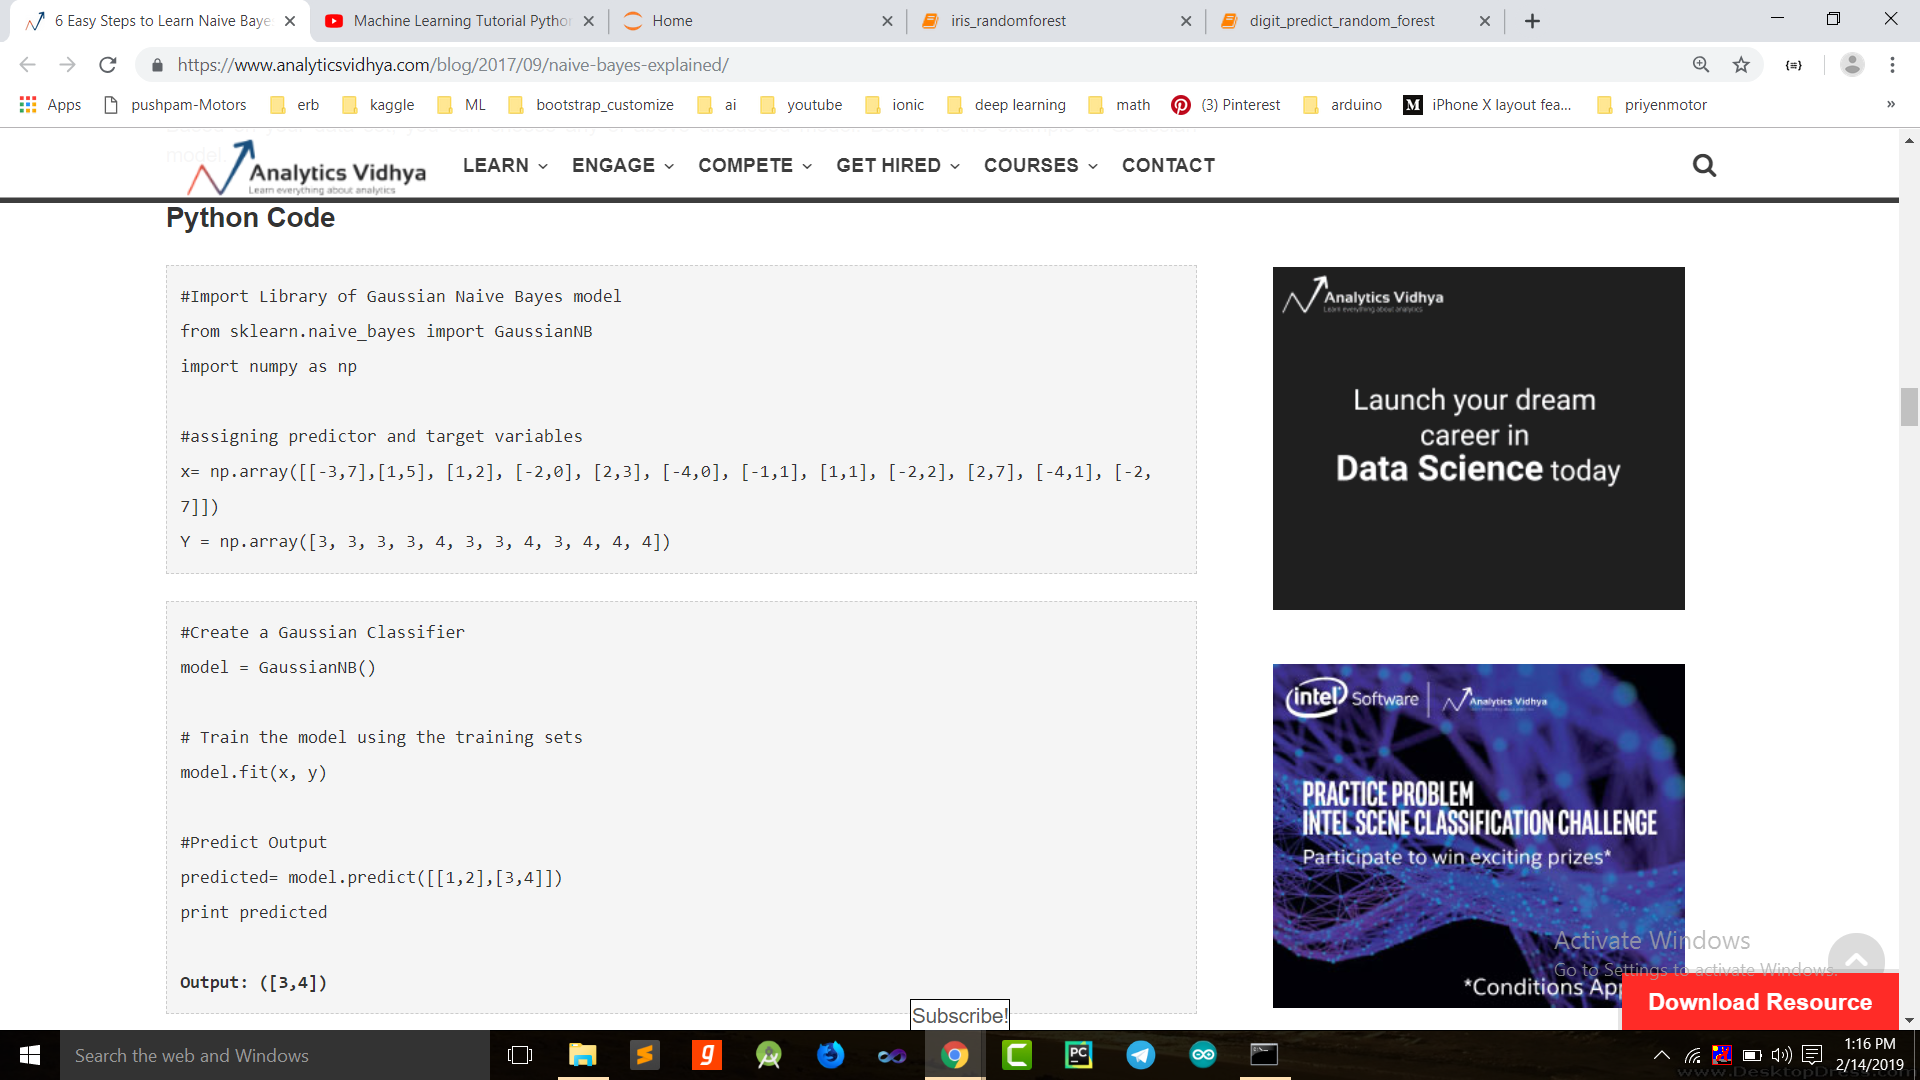 6 Easy Steps to Learn Naive Baye
Machine Learning Tutorial Python
Home
iris_randomforest
digit_predict_random_forest
https://www.analyticsvidhya.com/blog/2017/09/naive-bayes-explained/
Apps
pushpam-Motors
erb
kaggle
ML
bootstrap_customize
ai
youtube
ionic
deep learning
math
(3) Pinterest
arduino
M
iPhone X layout fea...
priyenmotor
»
model.
Analytics Vidhya
Learn everything about analytics
LEARN
ENGAGE
COMPETE
GET HIRED
COURSES
CONTACT
Python Code
#Import Library of Gaussian Naive Bayes model
from sklearn.naive_bayes import GaussianNB
import numpy as np
#assigning predictor and target variables
x= np.array([[-3,7],[1,5], [1,2], [-2,0], [2,3], [-4,0], [-1,1], [1,1], [-2,2], [2,7], [-4,1], [-2,
7]])
Y = np.array([3, 3, 3, 3, 4, 3, 3, 4, 3, 4, 4, 4])
#Create a Gaussian Classifier
model = GaussianNB()
# Train the model using the training sets
model.fit(x, y)
#Predict Output
predicted= model.predict([[1,2],[3,4]])
print predicted
Output: ([3,4])
Analytics Vidhya
Learn everything about analytics
Launch your dream
career in
Data Science today
intel Software
Analytics Vidhya
PRACTICE PROBLEM
INTEL SCENE CLASSIFICATION CHALLENGE
Participate to win exciting prizes*
Activate Windows
Go to Settings to activate Windows.
*Conditions App
Download Resource
Subscribe!
Search the web and Windows
g
PC
1:16 PM
2/14/2019